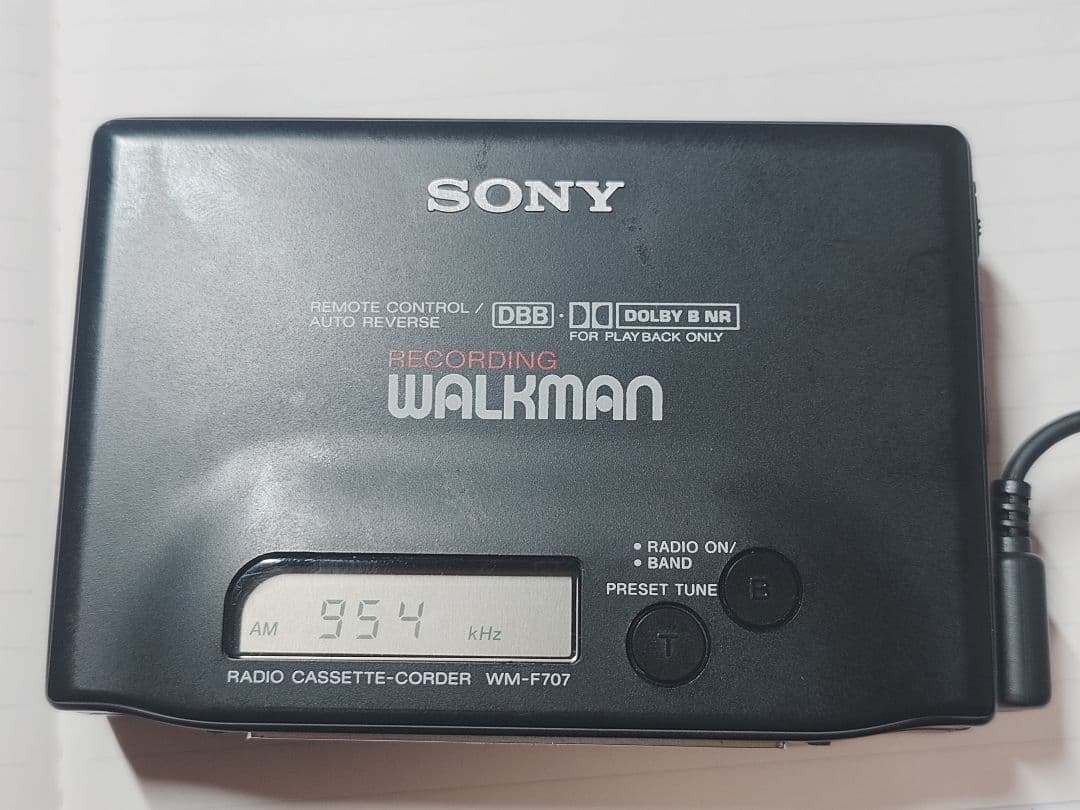 SONY
REMOTE CONTROL / DBB · DOLBY B NR
AUTO REVERSE
FOR PLAYBACK ONLY
RECORDING
WALKMAN
• RADIO ON/
• BAND
PRESET TUNE B
T
AM 954 kHz
RADIO CASSETTE-CORDER WM-F707